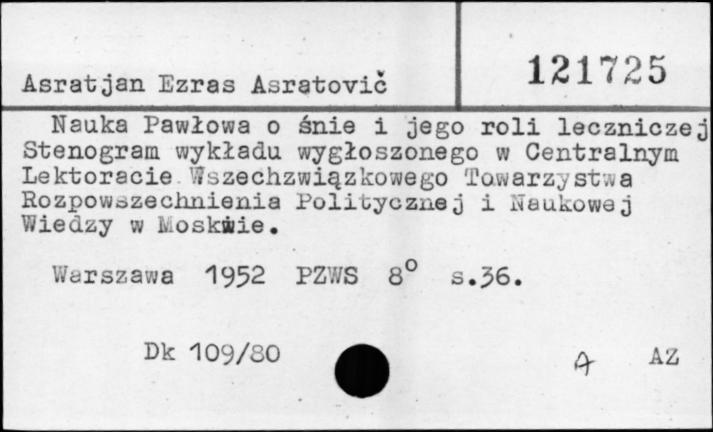 Asratjan Ezras Asratovič
121725
Nauka Pawłowa o śnie i jego roli leczniczej
Stenogram wykładu wygłoszonego w Centralnym
Lektoracie Wszechzwiązkowego Towarzystwa
Rozpowszechnienia Politycznej i Naukowej
Wiedzy w Moskwie.
Warszawa 1952 PZWS 8° s.36.
Dk 109/80
A AZ